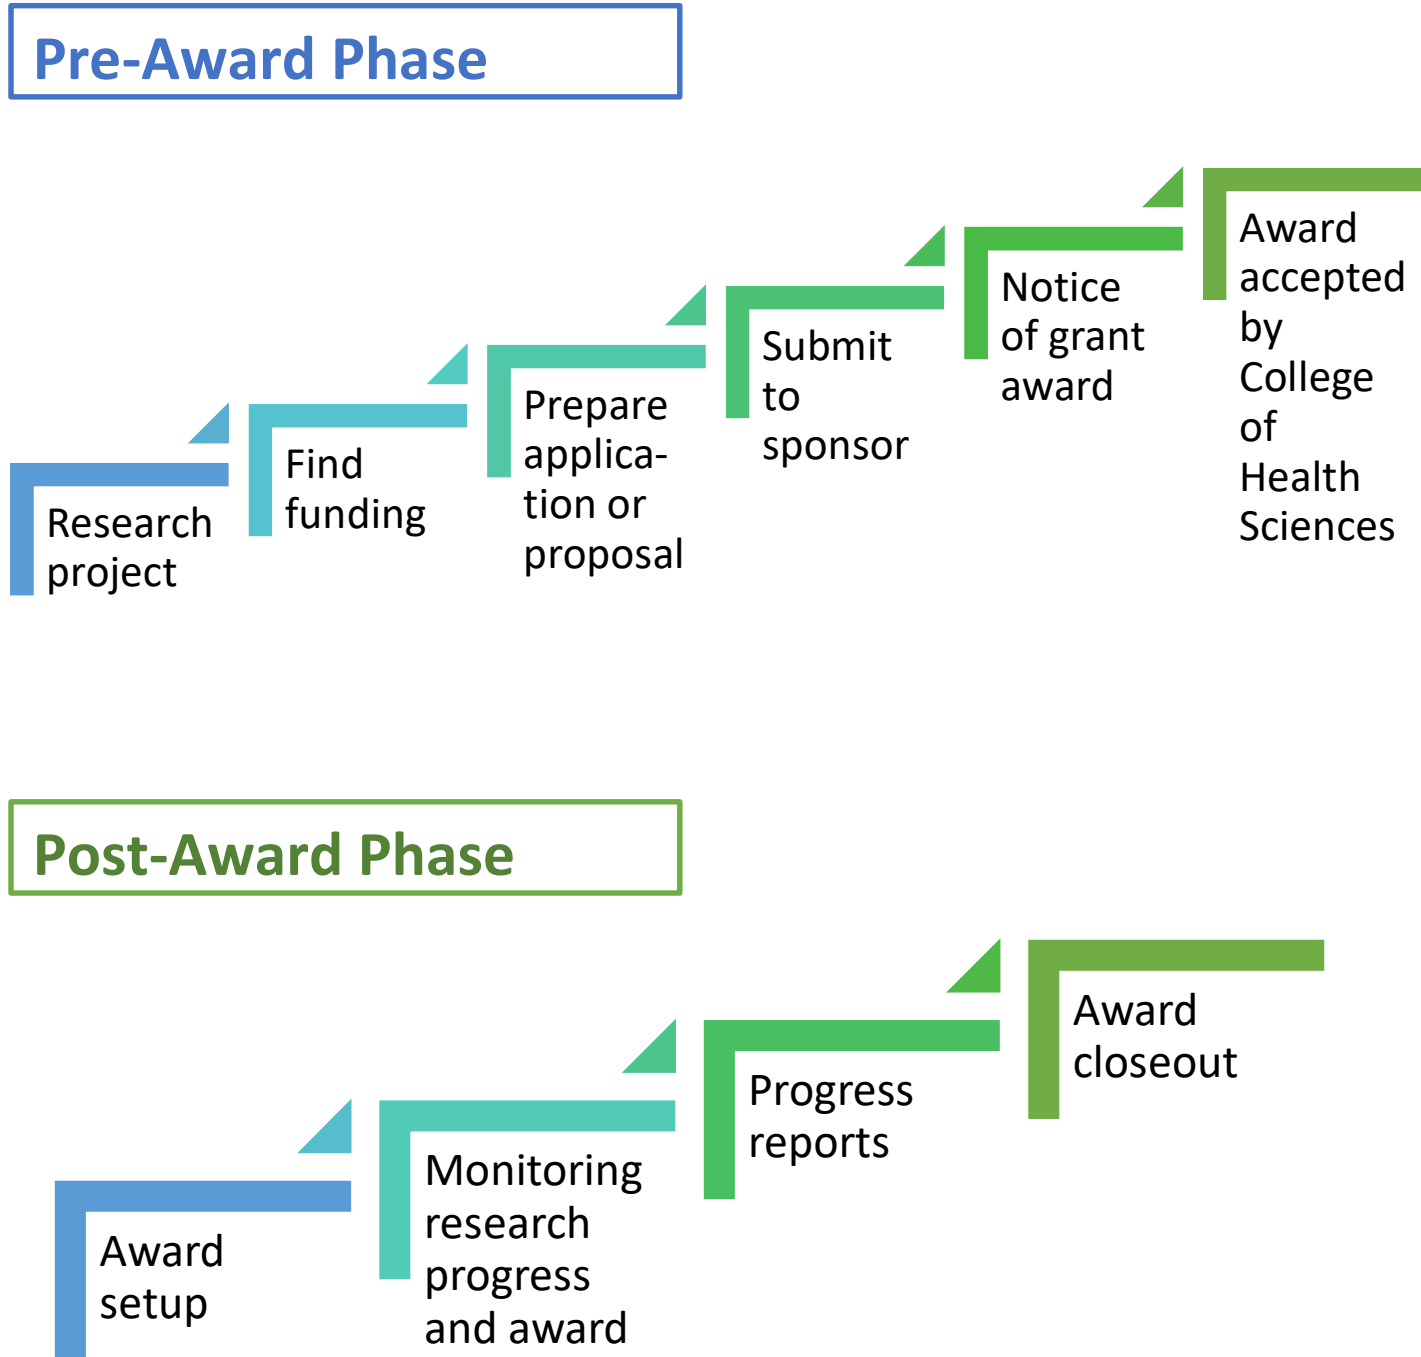 Pre-Award Phase
Research
project
Find
funding
Prepare
applica-
tion or
proposal
Submit
to
sponsor
Notice
of grant
award
Award
accepted
by
College
of
Health
Sciences
Post-Award Phase
Award
setup
Monitoring
research
progress
and award
Progress
reports
Award
closeout